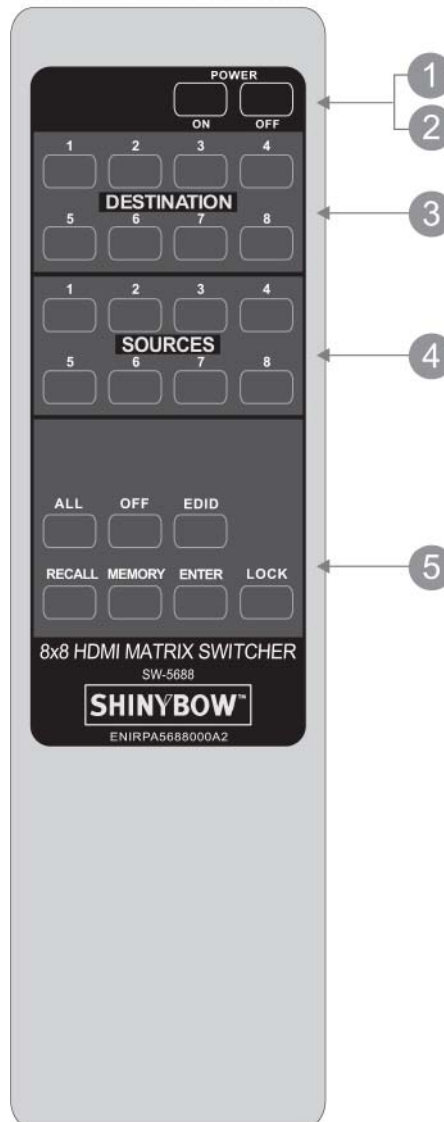 POWER
ON OFF
1 2 3 4
DESTINATION
5 6 7 8
1 2 3 4
SOURCES
5 6 7 8
ALL OFF EDID
RECALL MEMORY ENTER LOCK
8x8 HDMI MATRIX SWITCHER
SW-5688
SHINYBOW™
ENIRPA5688000A2
1
2
3
4
5